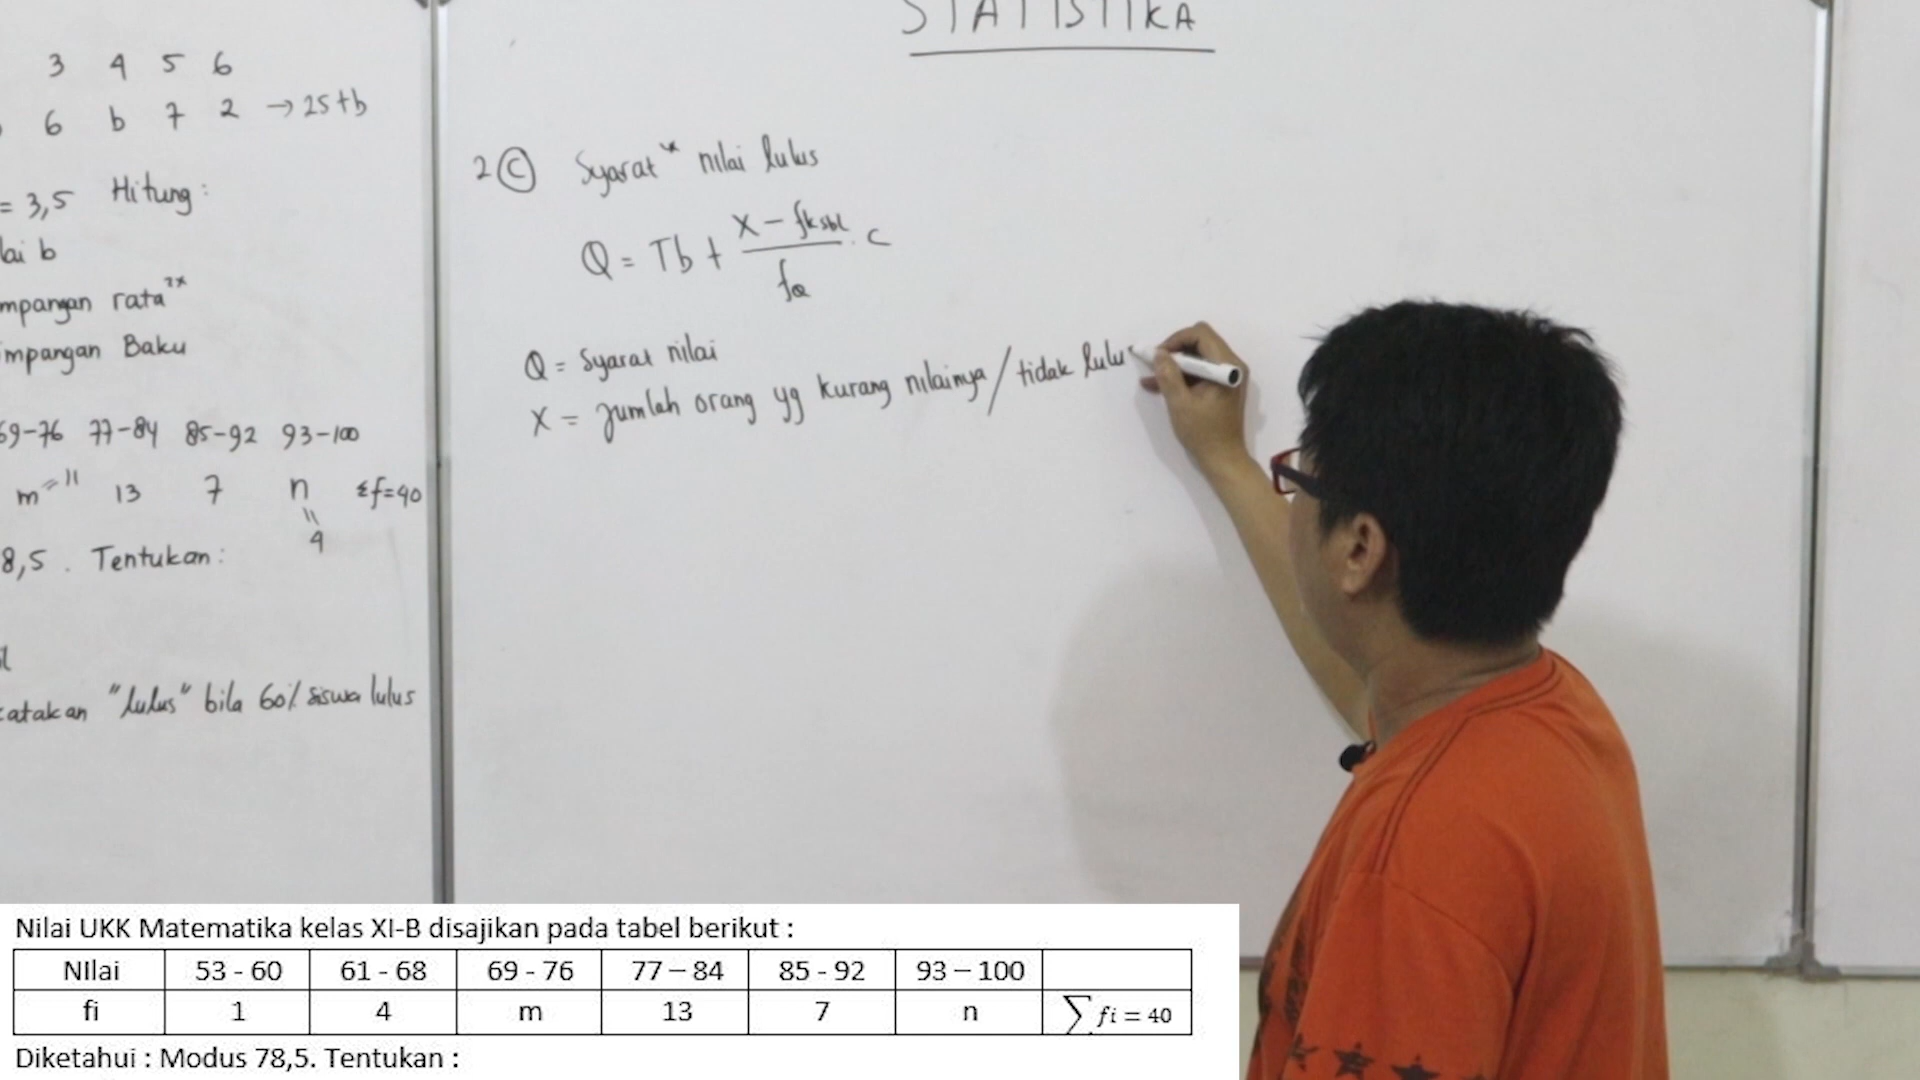 STATISTIKA
3 4 5 6
6 b 7 2 → 25+b
= 3,5 Hitung :
lai b
mpangan rata²ˣ
impangan Baku
69-76 77-84 85-92 93-100
m = 11 13 7 n Σf=40
"
4
8,5 . Tentukan :
l
catakan "lulus" bila 60% siswa lulus
2 Ⓒ Syarat" nilai lulus
Q = Tb + (x - fksbl)/fQ . c
Q = Syarat nilai
X = jumlah orang yg kurang nilainya / tidak lulus
Nilai UKK Matematika kelas XI-B disajikan pada tabel berikut :
NIlai 53 - 60 61 - 68 69 - 76 77 – 84 85 - 92 93 – 100
fi 1 4 m 13 7 n ∑ fi = 40
Diketahui : Modus 78,5. Tentukan :